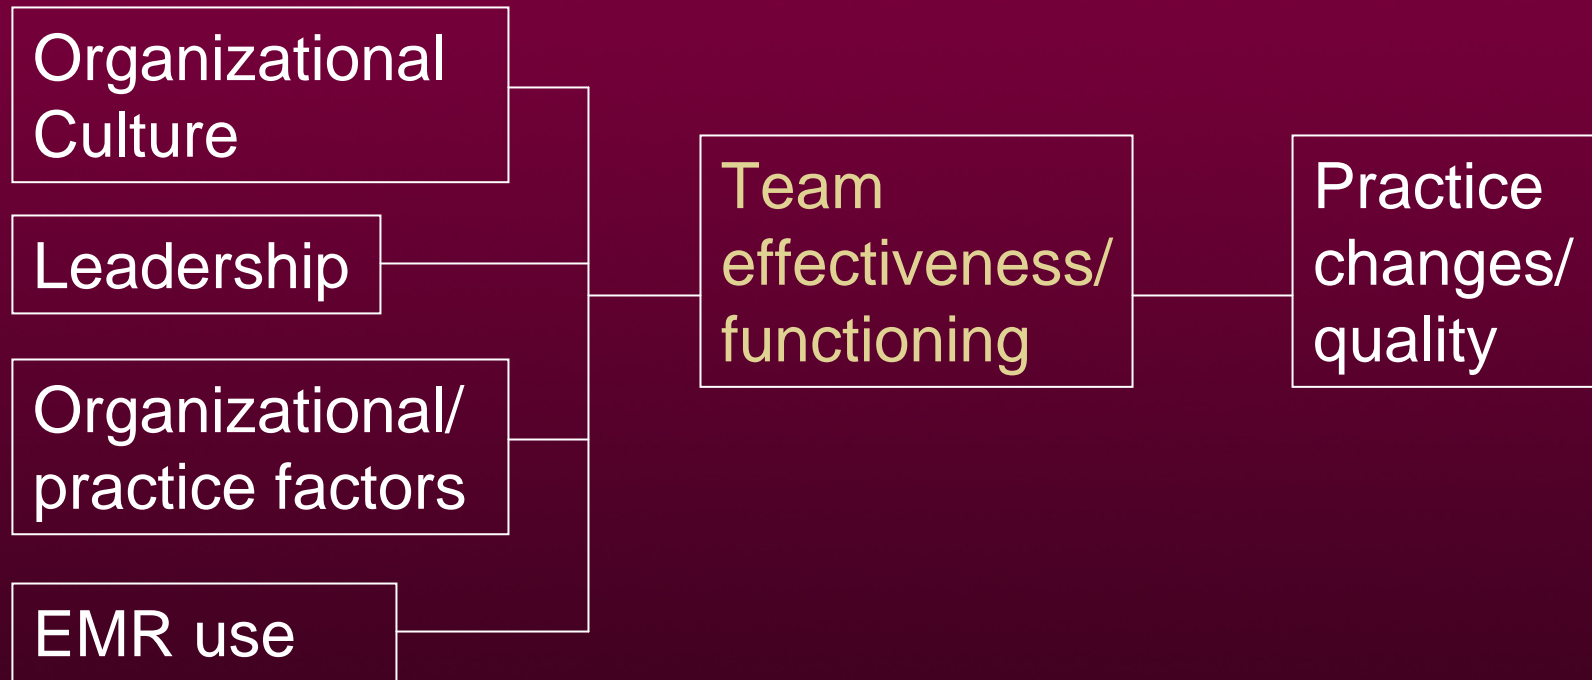 Organizational
Culture
Leadership
Organizational/
practice factors
EMR use
Team
effectiveness/
functioning
Practice
changes/
quality